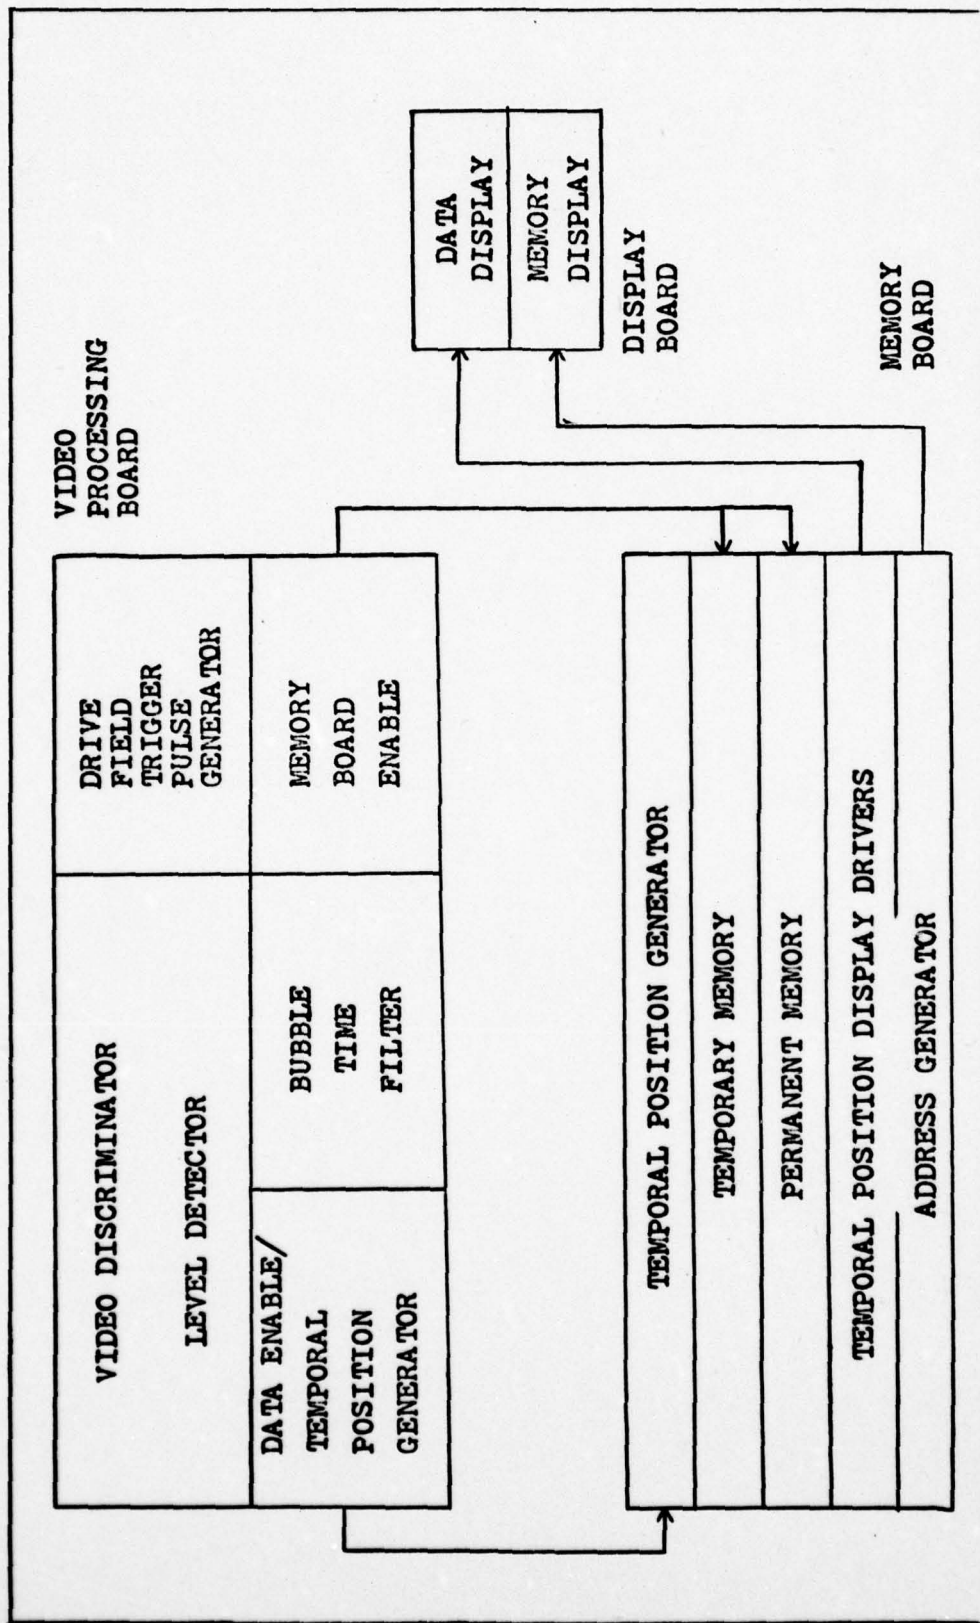 VIDEO
PROCESSING
BOARD
VIDEO DISCRIMINATOR
LEVEL DETECTOR
DRIVE
FIELD
TRIGGER
PULSE
GENERATOR
DATA ENABLE/
TEMPORAL
POSITION
GENERATOR
BUBBLE
TIME
FILTER
MEMORY
BOARD
ENABLE
DATA
DISPLAY
MEMORY
DISPLAY
DISPLAY
BOARD
TEMPORAL POSITION GENERATOR
TEMPORARY MEMORY
PERMANENT MEMORY
TEMPORAL POSITION DISPLAY DRIVERS
ADDRESS GENERATOR
MEMORY
BOARD